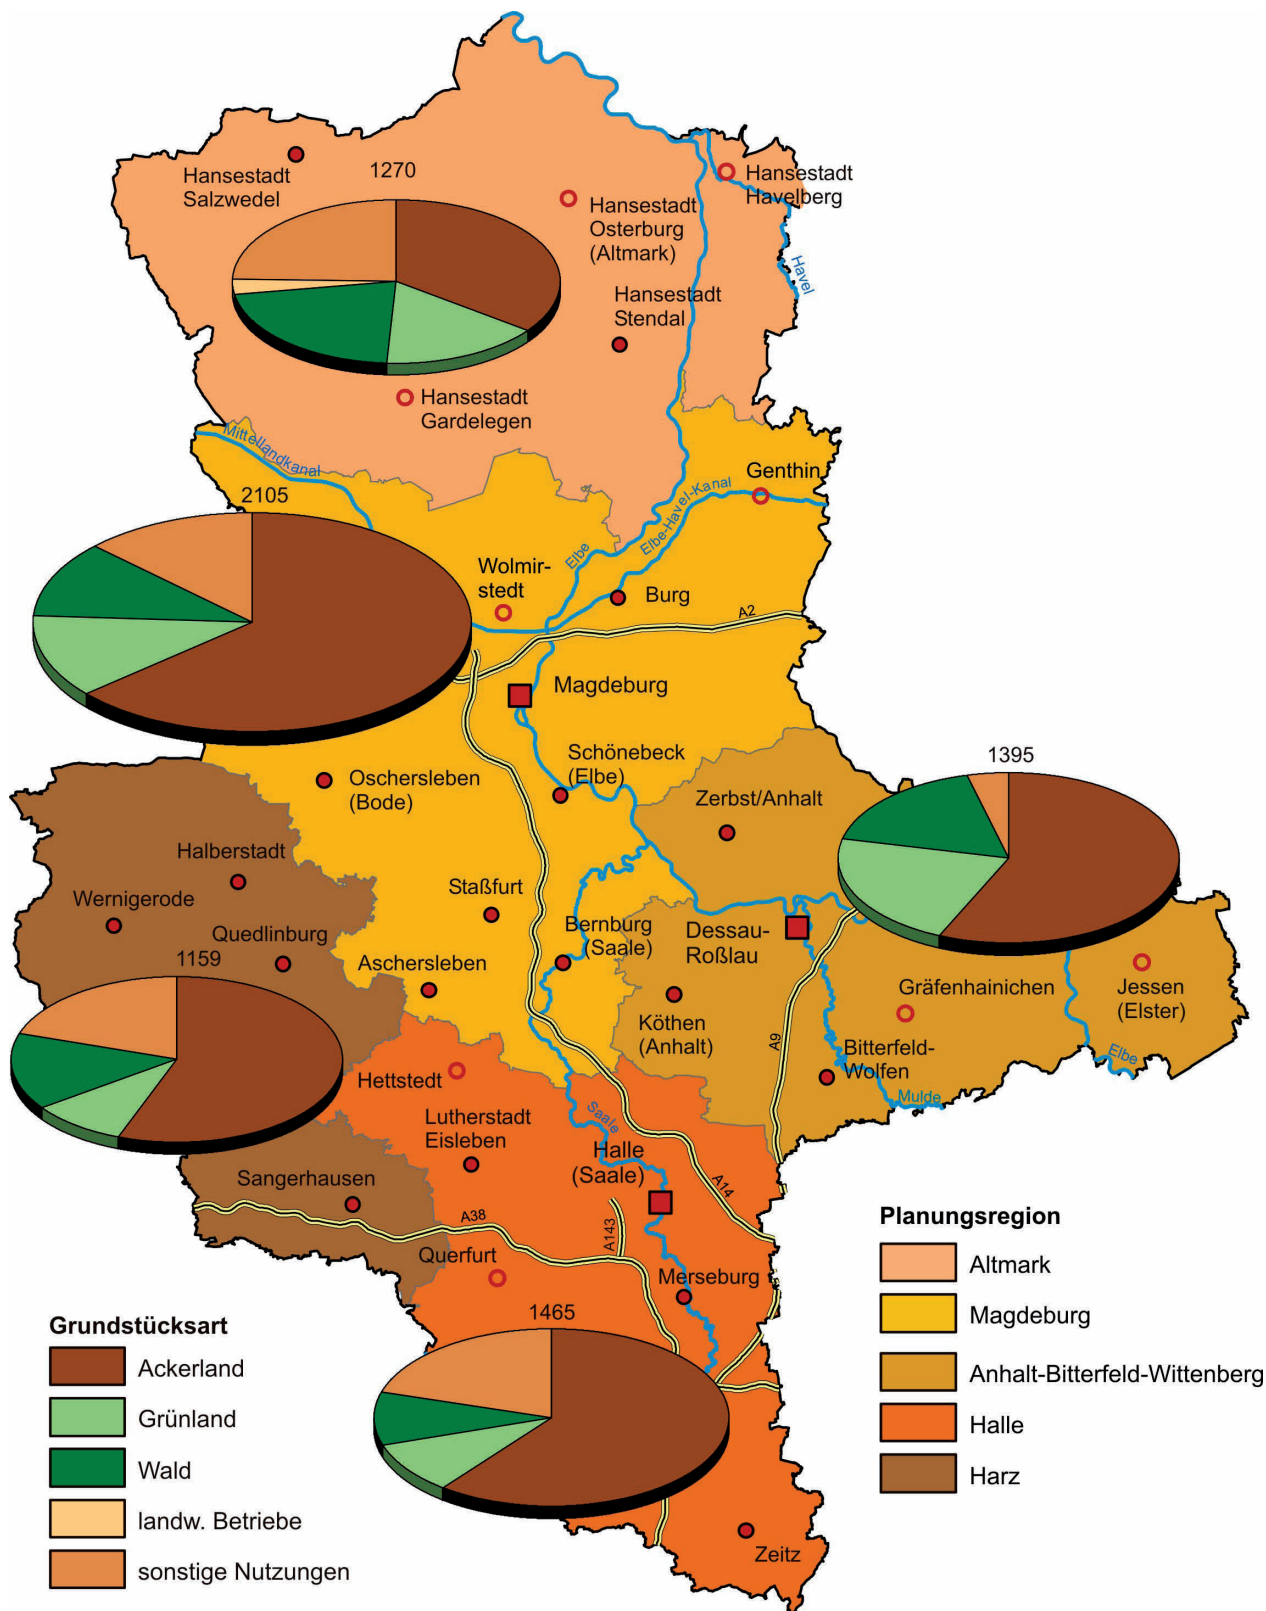 Hansestadt
Salzwedel
1270
Hansestadt
Havelberg
Hansestadt
Osterburg
(Altmark)
Havel
Hansestadt
Stendal
Hansestadt
Gardelegen
Mittellandkanal
2105
Genthin
Elbe-Havel-Kanal
Elbe
Wolmir-
stedt
Burg
A2
Magdeburg
Schönebeck
(Elbe)
1395
Oschersleben
(Bode)
Zerbst/Anhalt
Halberstadt
Wernigerode
Staßfurt
Quedlinburg
Bernburg
(Saale)
Dessau-
Roßlau
1159
Aschersleben
Gräfenhainichen
Jessen
(Elster)
Köthen
(Anhalt)
A9
Bitterfeld-
Wolfen
Elbe
Mulde
Hettstedt
Saale
Lutherstadt
Eisleben
Halle
(Saale)
Sangerhausen
A14
A38
A143
Querfurt
Merseburg
1465
Zeitz
Grundstücksart
Ackerland
Grünland
Wald
landw. Betriebe
sonstige Nutzungen
Planungsregion
Altmark
Magdeburg
Anhalt-Bitterfeld-Wittenberg
Halle
Harz